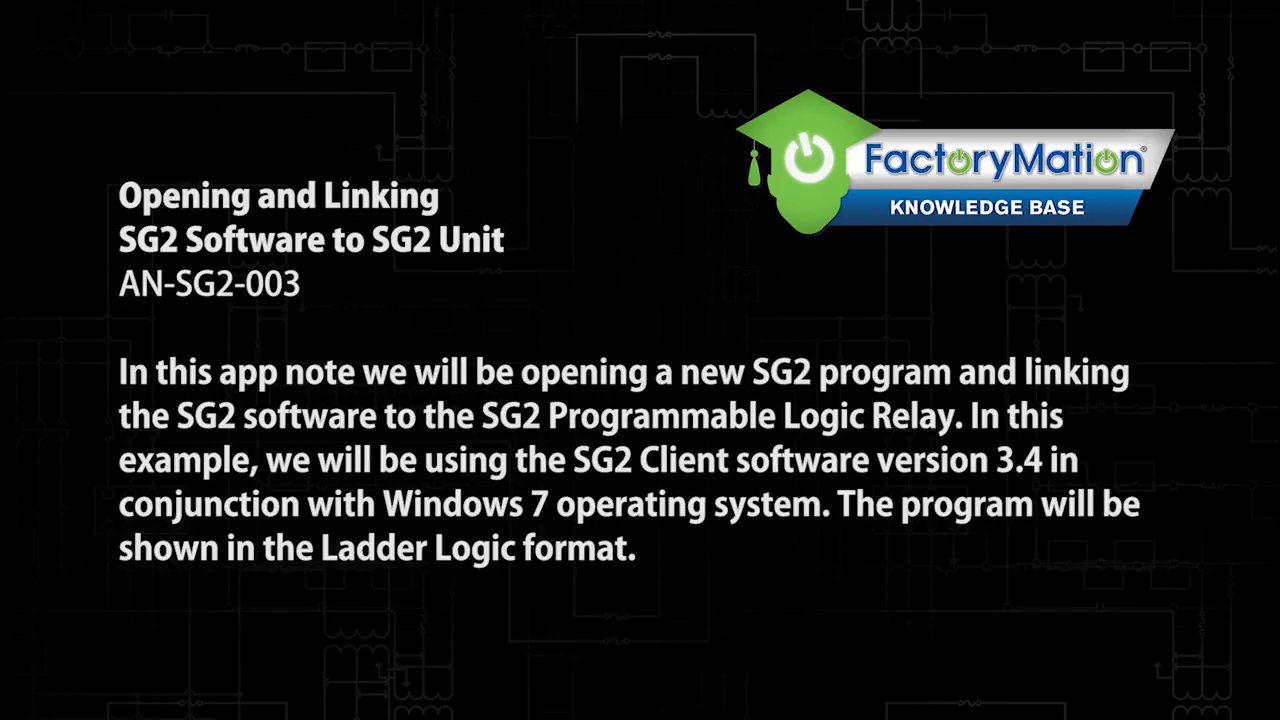 FactoryMation®
KNOWLEDGE BASE
Opening and Linking
SG2 Software to SG2 Unit
AN-SG2-003
In this app note we will be opening a new SG2 program and linking
the SG2 software to the SG2 Programmable Logic Relay. In this
example, we will be using the SG2 Client software version 3.4 in
conjunction with Windows 7 operating system. The program will be
shown in the Ladder Logic format.